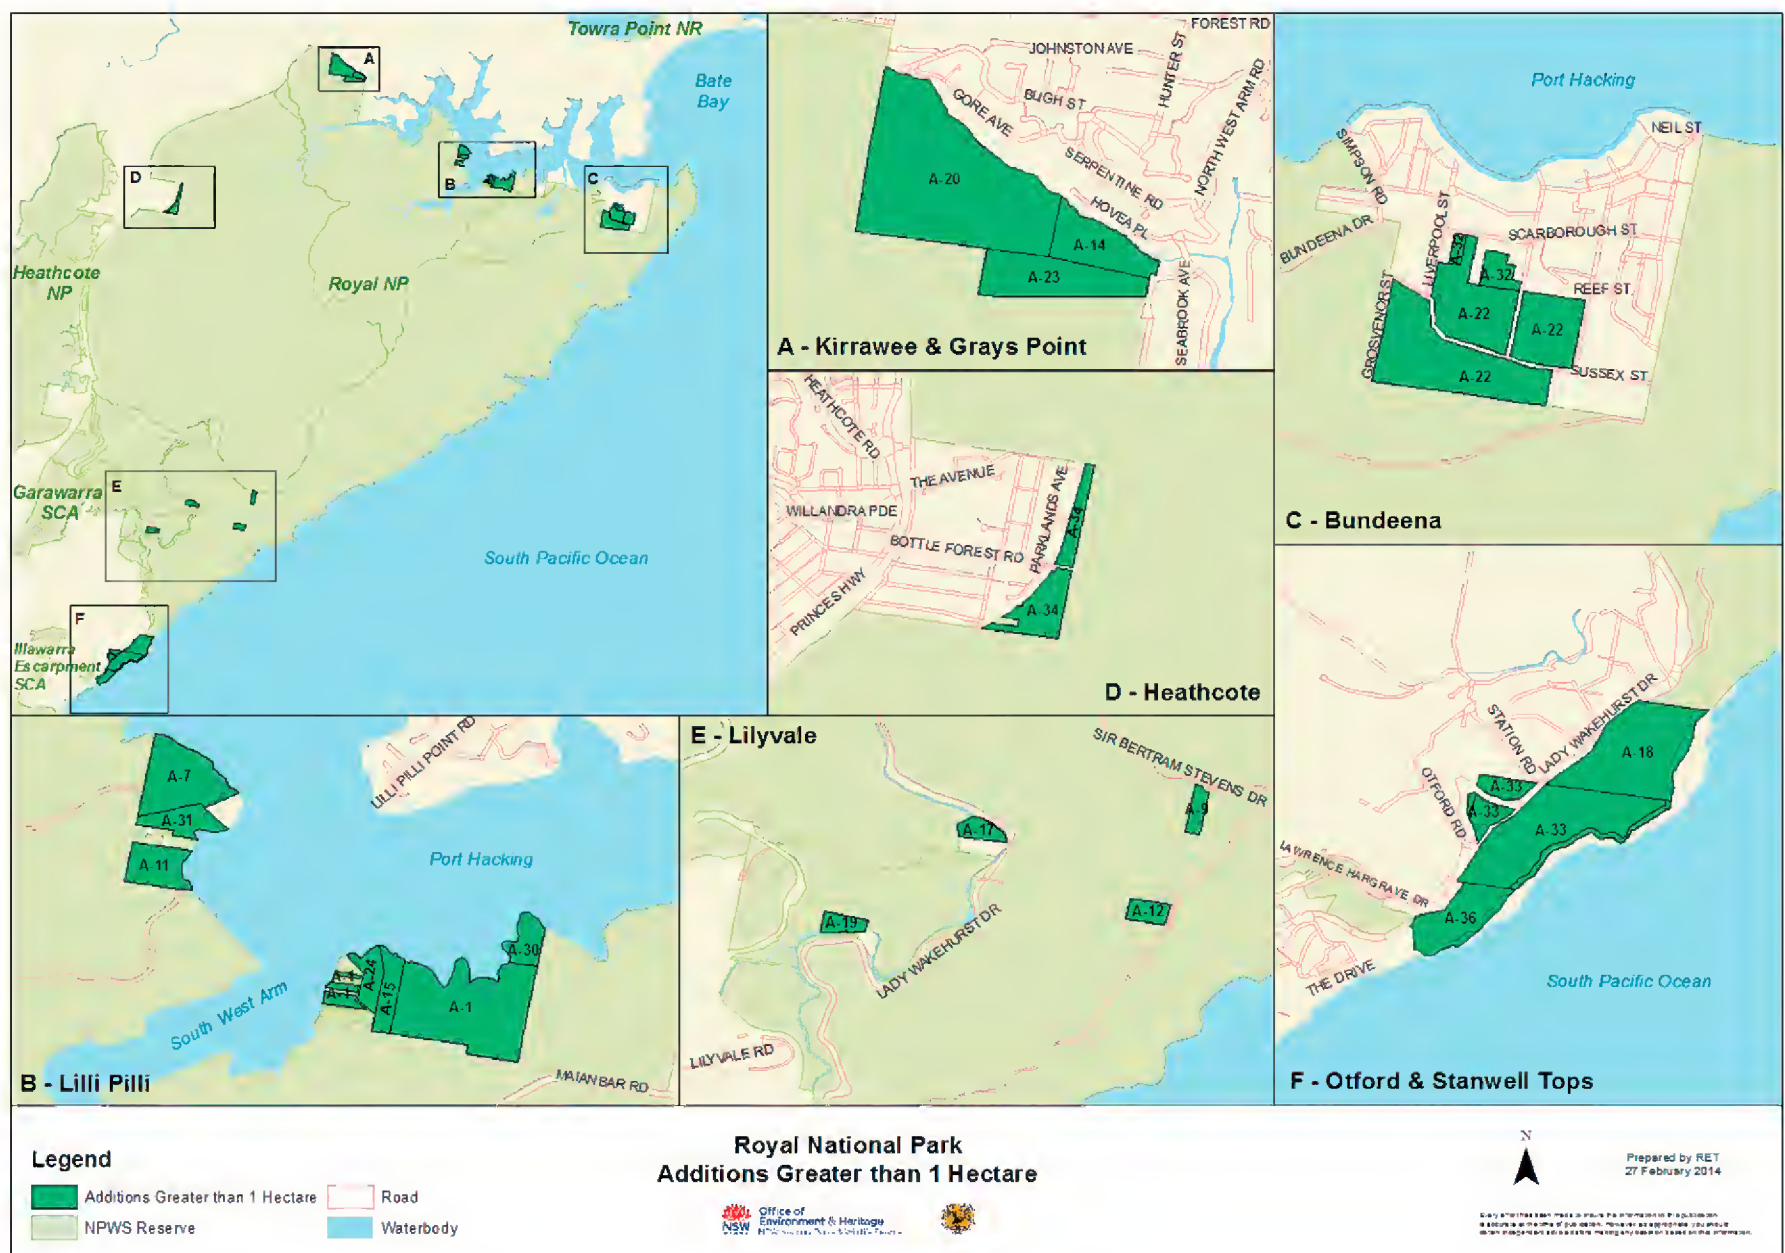 Towra Point NR
Bate
Bay
A
B
C
D
Heathcote
NP
Royal NP
Garawarra
SCA
E
South Pacific Ocean
F
Illawarra
Escarpment
SCA
FOREST RD
JOHNSTON AVE
HUNTER ST
NORTH WEST ARM RD
BLIGH ST
GORE AVE
SERPENTINE RD
HOVEA PL
SEABROOK AVE
A-20
A-14
A-23
A - Kirrawee & Grays Point
Port Hacking
NEIL ST
SIMPSON RD
BUNDEENA DR
LIVERPOOL ST
SCARBOROUGH ST
GROSVENOR ST
REEF ST
SUSSEX ST
A-32
A-32
A-22
A-22
A-22
C - Bundeena
HEATHCOTE RD
THE AVENUE
WILLANDRA PDE
PARKLANDS AVE
BOTTLE FOREST RD
PRINCES HWY
A-34
A-34
D - Heathcote
LILLI PILLI POINT RD
A-7
A-31
A-11
Port Hacking
A-30
A-24
A-15
A-1
South West Arm
MAIANBAR RD
B - Lilli Pilli
E - Lilyvale
SIR BERTRAM STEVENS DR
A-9
A-17
A-12
A-19
LADY WAKEHURST DR
LILYVALE RD
LADY WAKEHURST DR
STATION RD
OTFORD RD
A-18
A-33
A-33
A-33
LAWRENCE HARGRAVE DR
A-36
THE DRIVE
South Pacific Ocean
F - Otford & Stanwell Tops
Legend
Additions Greater than 1 Hectare
Road
NPWS Reserve
Waterbody
Royal National Park
Additions Greater than 1 Hectare
NSW
Office of
Environment & Heritage
N
Prepared by RET
27 February 2014